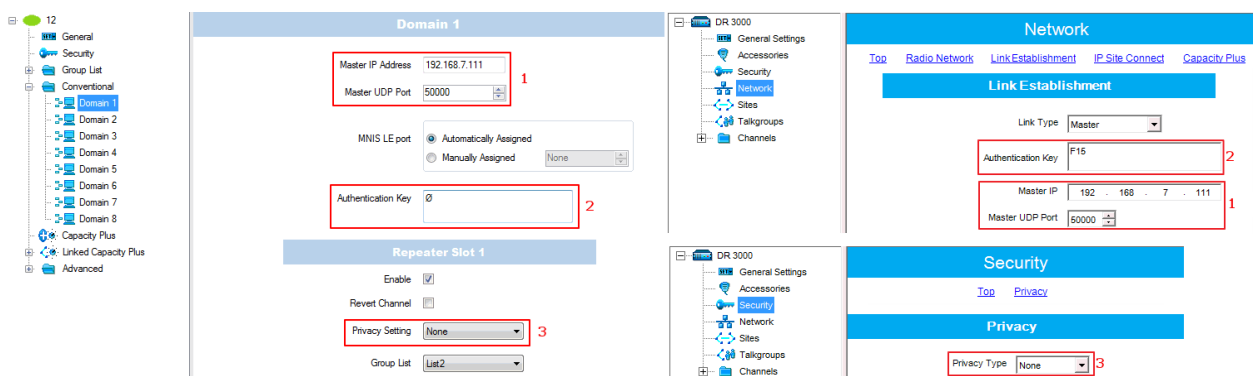 12
General
Security
Group List
Conventional
Domain 1
Domain 2
Domain 3
Domain 4
Domain 5
Domain 6
Domain 7
Domain 8
Capacity Plus
Linked Capacity Plus
Advanced
Domain 1
Master IP Address 192.168.7.111
Master UDP Port 50000
1
MNIS LE port Automatically Assigned
Manually Assigned None
Authentication Key Ø
2
Repeater Slot 1
Enable
Revert Channel
Privacy Setting None 3
Group List List2
DR 3000
General Settings
Accessories
Security
Network
Sites
Talkgroups
Channels
Network
Top Radio Network Link Establishment IP Site Connect Capacity Plus
Link Establishment
Link Type Master
Authentication Key F15
2
Master IP 192 . 168 . 7 . 111
1
Master UDP Port 50000
DR 3000
General Settings
Accessories
Security
Network
Sites
Talkgroups
Channels
Security
Top Privacy
Privacy
Privacy Type None 3